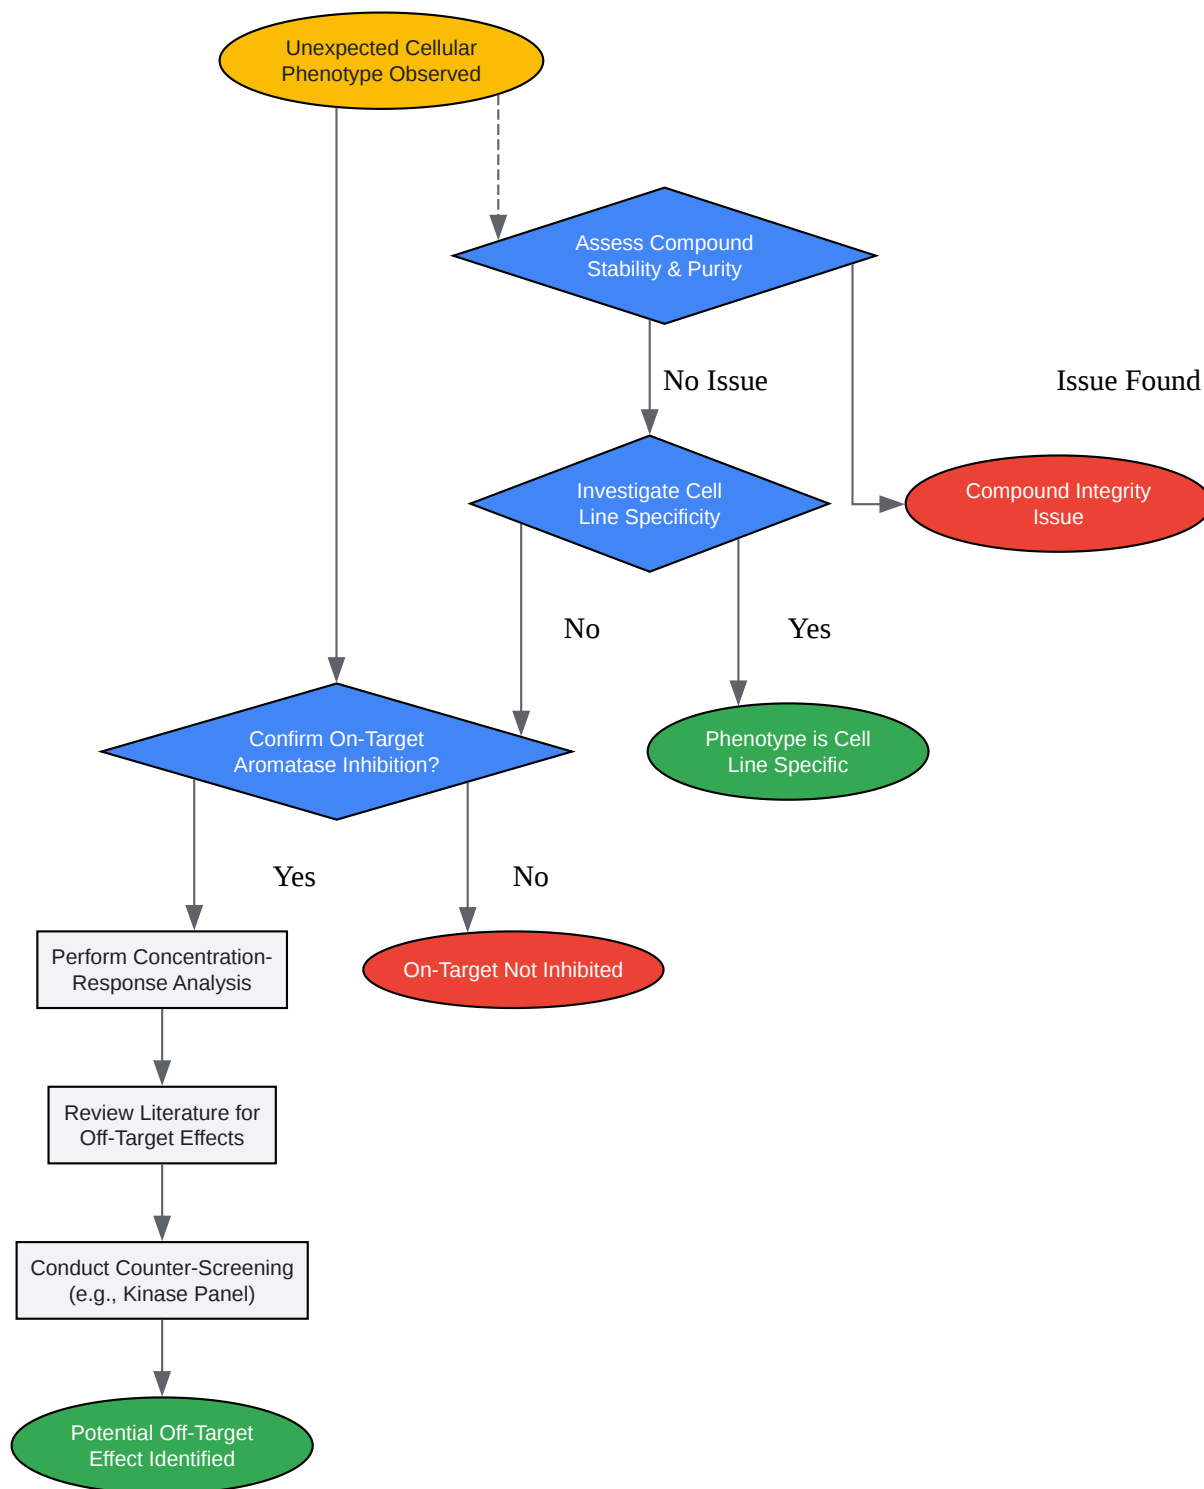 Unexpected Cellular
Phenotype Observed
Assess Compound
Stability & Purity
No Issue
Issue Found
Investigate Cell
Line Specificity
Compound Integrity
Issue
No
Yes
Confirm On-Target
Aromatase Inhibition?
Phenotype is Cell
Line Specific
Yes
No
Perform Concentration-
Response Analysis
On-Target Not Inhibited
Review Literature for
Off-Target Effects
Conduct Counter-Screening
(e.g., Kinase Panel)
Potential Off-Target
Effect Identified